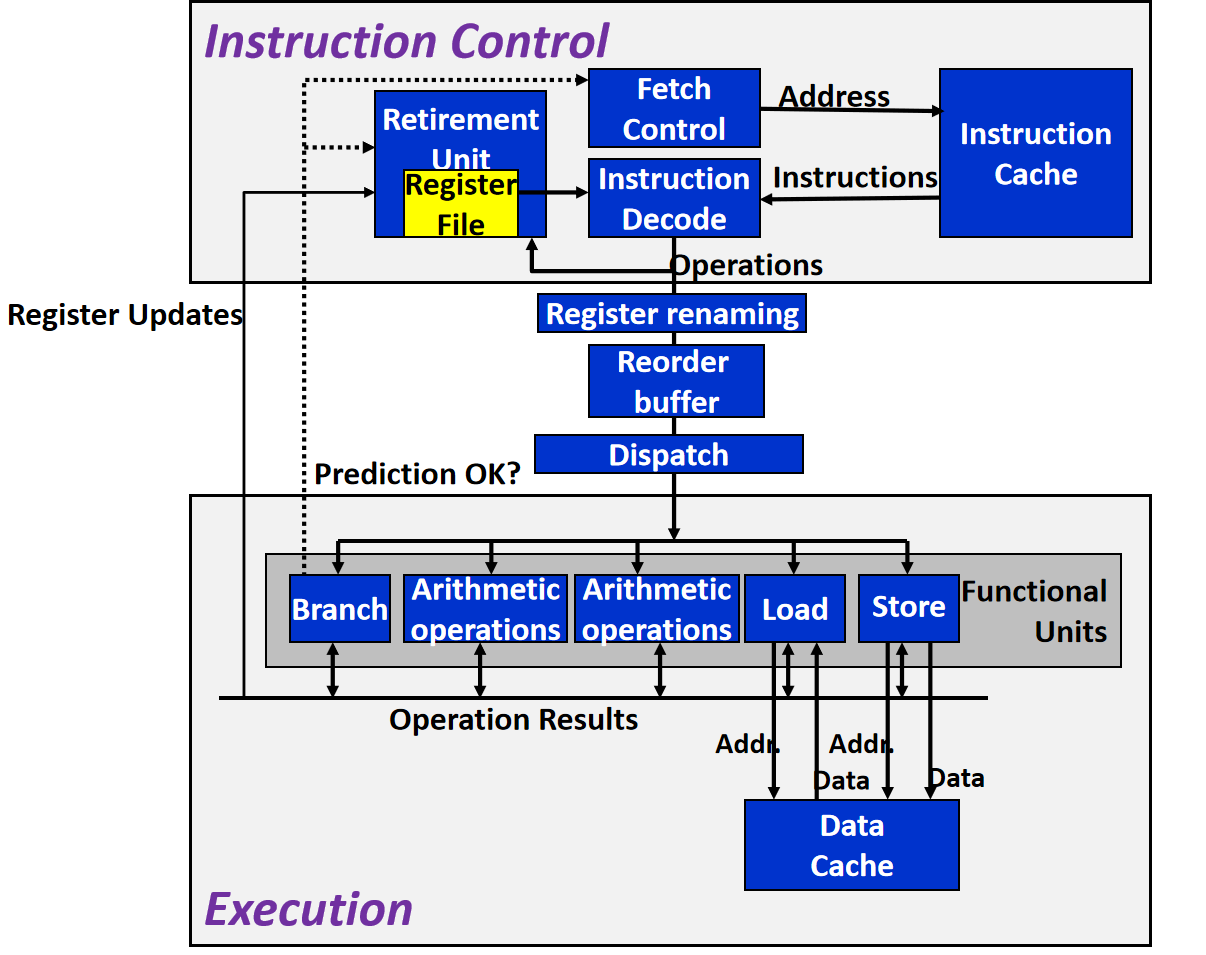 Instruction Control
Fetch
Control
Address
Instruction
Cache
Retirement
Unit
Register
File
Instruction
Decode
Instructions
Operations
Register Updates
Register renaming
Reorder
buffer
Dispatch
Prediction OK?
Branch
Arithmetic
operations
Arithmetic
operations
Load
Store
Functional
Units
Operation Results
Addr.
Addr.
Data
Data
Data
Cache
Execution